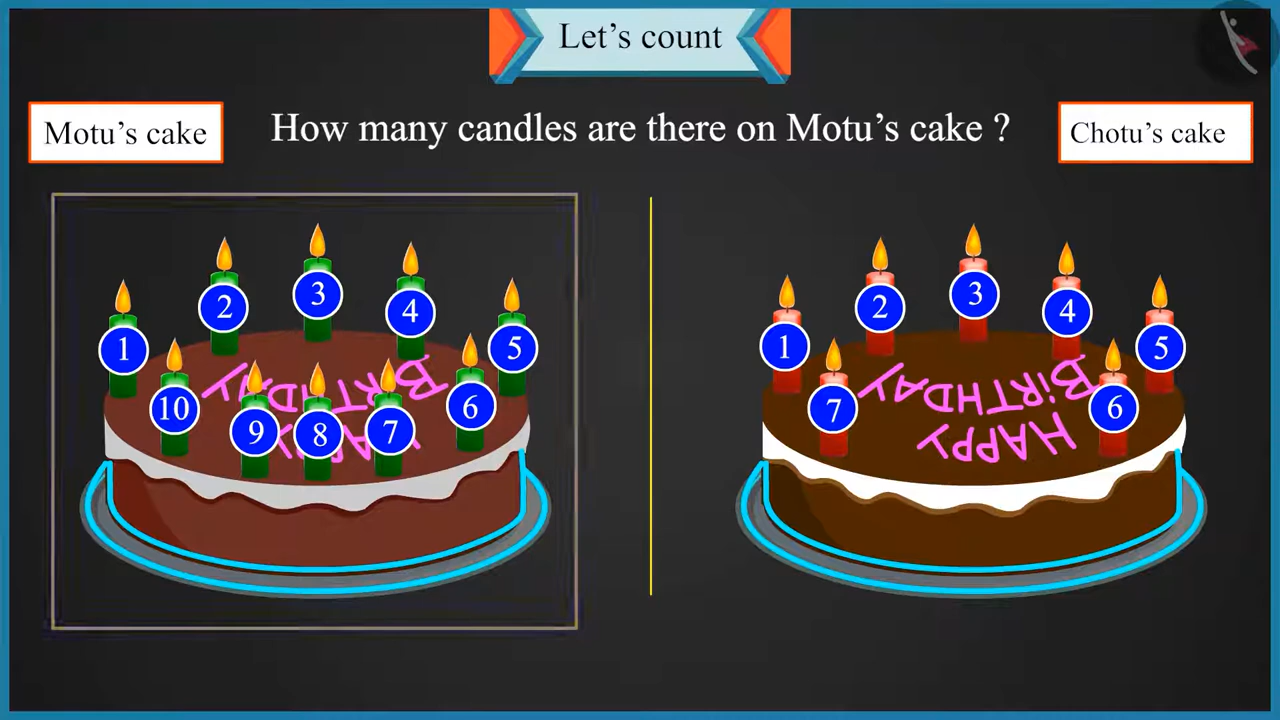 Let's count
Motu's cake
How many candles are there on Motu's cake ?
Chotu's cake
1
2
3
4
5
10
9
8
7
6
BIRTHDAY
HAPPY
1
2
3
4
5
7
6
BiRTHDAY
HAPPY